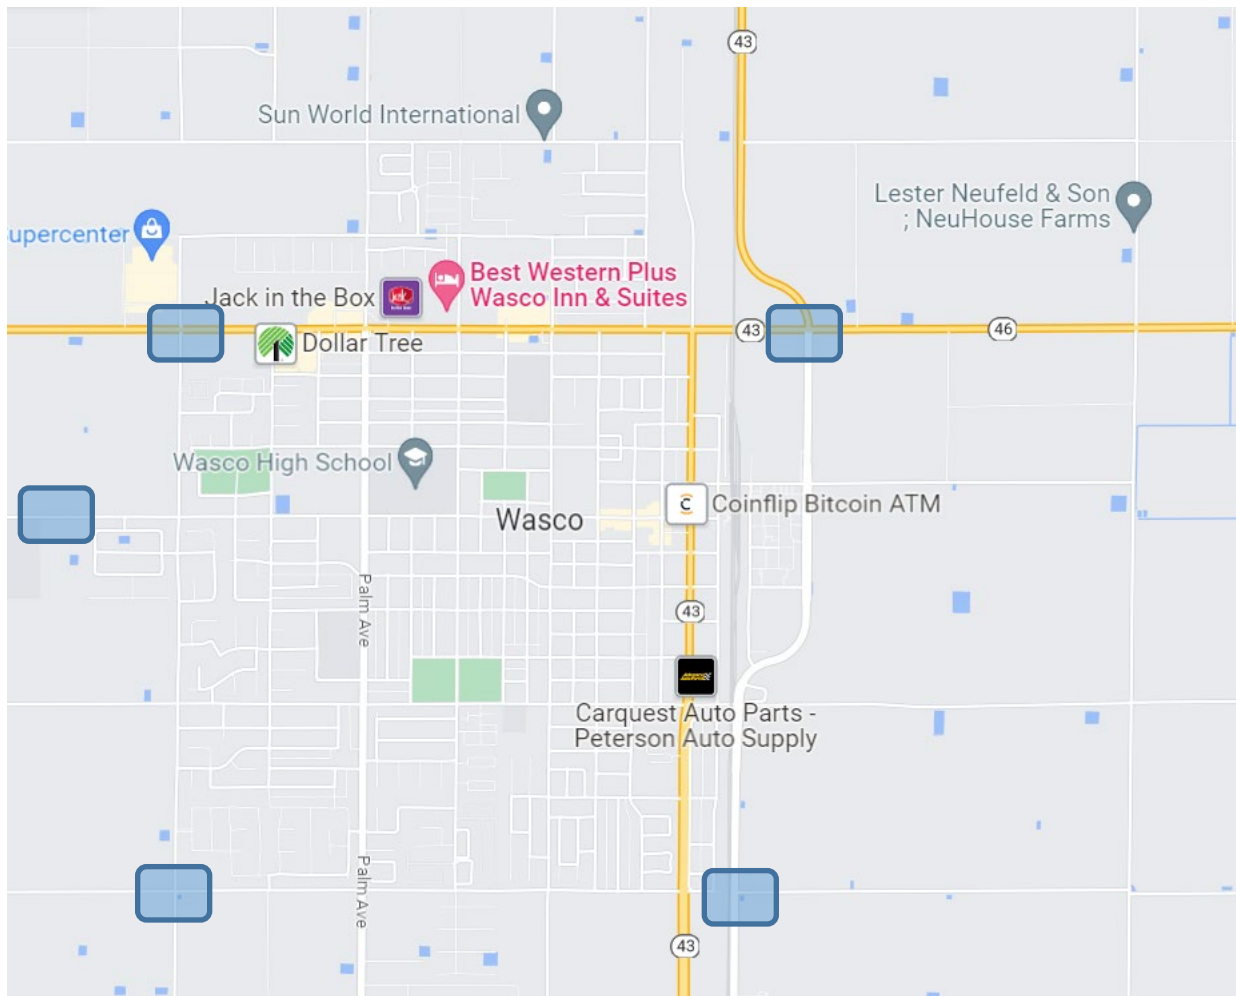 43
Sun World International
Lester Neufeld & Son
; NeuHouse Farms
upercenter
Best Western Plus
Wasco Inn & Suites
Jack in the Box
43
46
Dollar Tree
Wasco High School
Wasco
Coinflip Bitcoin ATM
Palm Ave
43
Carquest Auto Parts -
Peterson Auto Supply
Palm Ave
43